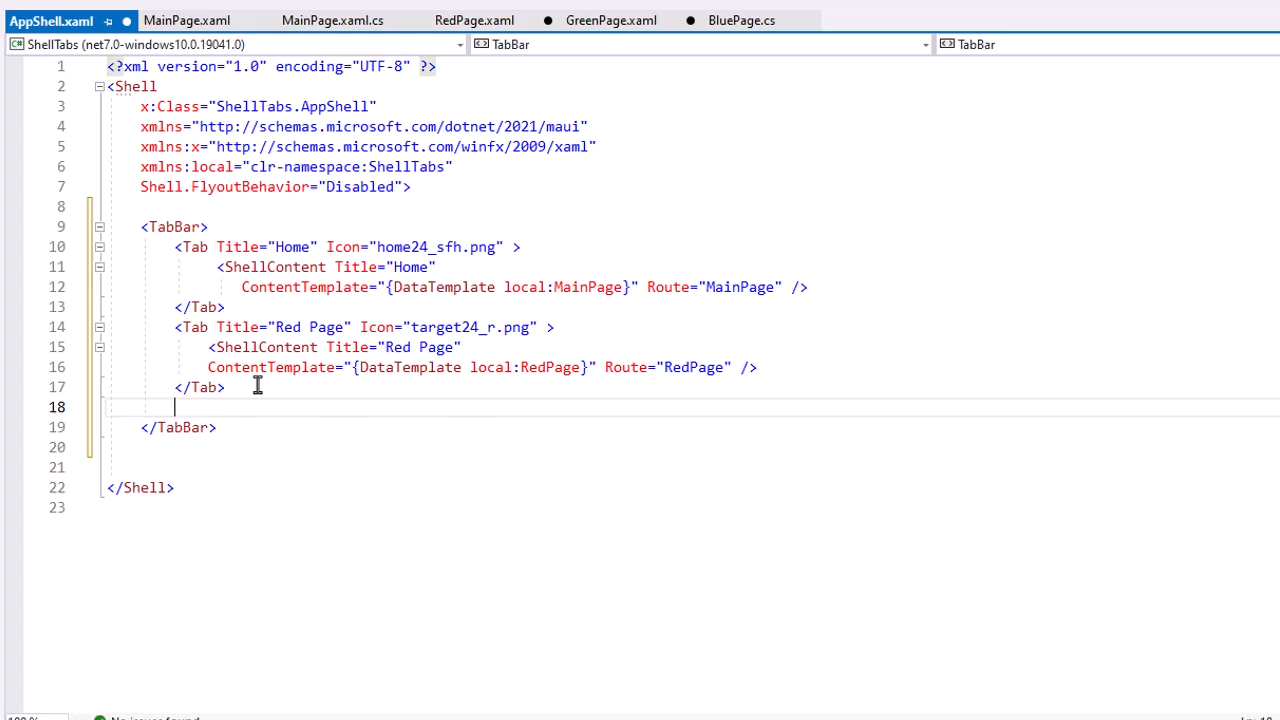 AppShell.xaml MainPage.xaml MainPage.xaml.cs RedPage.xaml GreenPage.xaml BluePage.cs
C# ShellTabs (net7.0-windows10.0.19041.0) TabBar TabBar
1 <?xml version="1.0" encoding="UTF-8" ?>
2 <Shell
3 x:Class="ShellTabs.AppShell"
4 xmlns="http://schemas.microsoft.com/dotnet/2021/maui"
5 xmlns:x="http://schemas.microsoft.com/winfx/2009/xaml"
6 xmlns:local="clr-namespace:ShellTabs"
7 Shell.FlyoutBehavior="Disabled">
8
9 <TabBar>
10 <Tab Title="Home" Icon="home24_sfh.png" >
11 <ShellContent Title="Home"
12 ContentTemplate="{DataTemplate local:MainPage}" Route="MainPage" />
13 </Tab>
14 <Tab Title="Red Page" Icon="target24_r.png" >
15 <ShellContent Title="Red Page"
16 ContentTemplate="{DataTemplate local:RedPage}" Route="RedPage" />
17 </Tab>
18
19 </TabBar>
20
21
22 </Shell>
23
No issues found